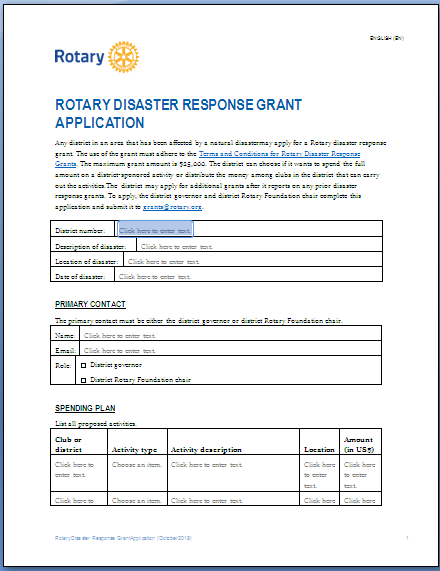 ENGLISH (EN)
Rotary
ROTARY DISASTER RESPONSE GRANT
APPLICATION
Any district in an area that has been affected by a natural disastermay apply for a Rotary disaster response
grant. The use of the grant must adhere to the Terms and Conditions for Rotary Disaster Response
Grants. The maximum grant amount is $25,000. The district can choose if it wants to spend the full
amount on a district-sponsored activity or distribute the money among clubs in the district that can carry
out the activities.The district may apply for additional grants after it reports on any prior disaster
response grants. To apply, the district governor and district Rotary Foundation chair complete this
application and submit it to grants@rotary.org.
District number: Click here to enter text.
Description of disaster: Click here to enter text.
Location of disaster: Click here to enter text.
Date of disaster: Click here to enter text.
PRIMARY CONTACT
The primary contact must be either the district governor or district Rotary Foundation chair.
Name: Click here to enter text.
Email: Click here to enter text.
Role: District governor
District Rotary Foundation chair
SPENDING PLAN
List all proposed activities.
Club or district Activity type Activity description Location Amount (in US$)
Click here to enter text. Choose an item. Click here to enter text. Click here to enter text. Click here to enter text.
Click here to Choose an item. Click here to enter text. Click here Click here
Rotary Disaster Response GrantApplication (October2019) 1